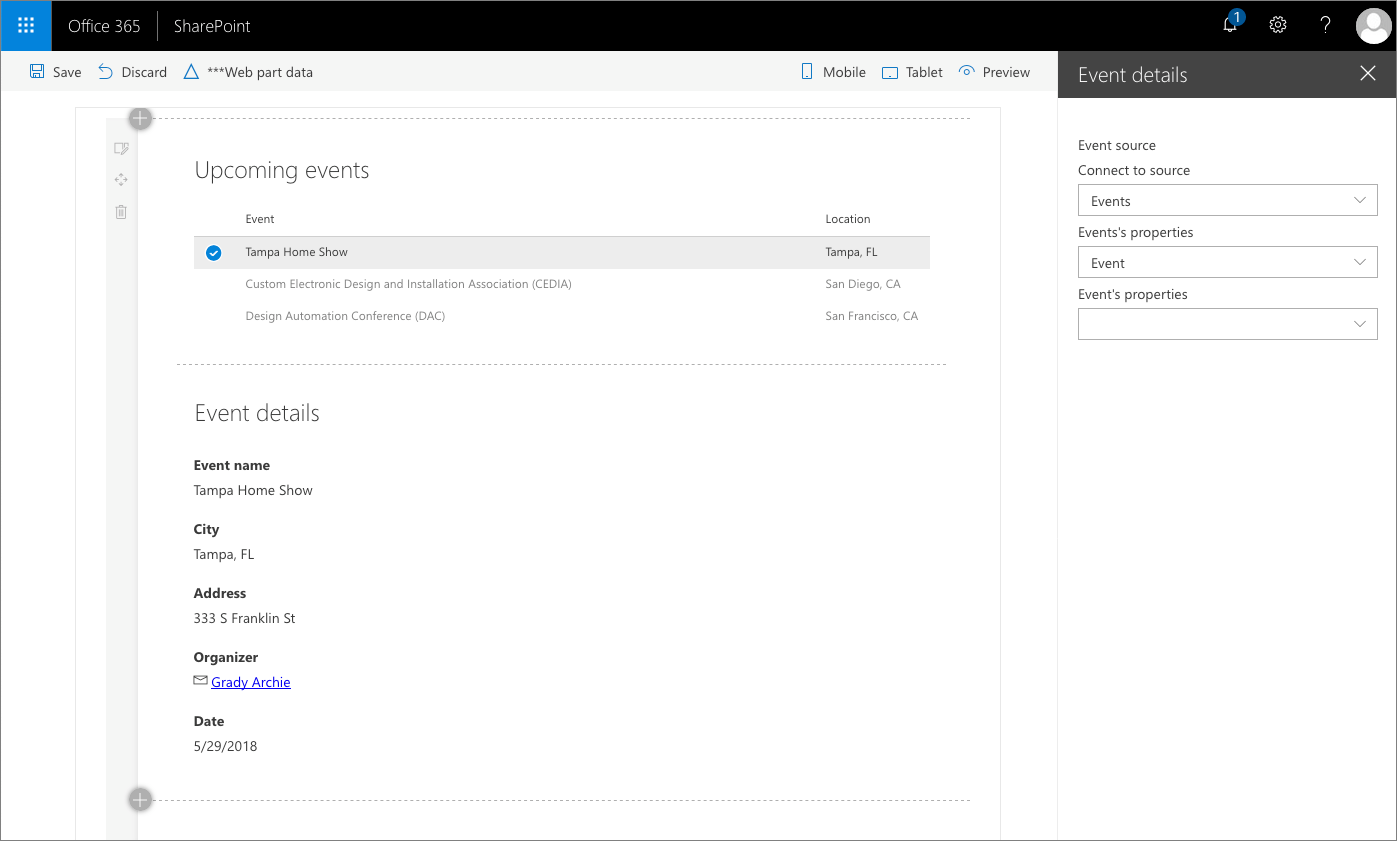 Office 365 SharePoint 1 ?
Save Discard ***Web part data Mobile Tablet Preview
Upcoming events
Event Location
Tampa Home Show Tampa, FL
Custom Electronic Design and Installation Association (CEDIA) San Diego, CA
Design Automation Conference (DAC) San Francisco, CA
Event details
Event name
Tampa Home Show
City
Tampa, FL
Address
333 S Franklin St
Organizer
Grady Archie
Date
5/29/2018
Event details
Event source
Connect to source
Events
Events's properties
Event
Event's properties